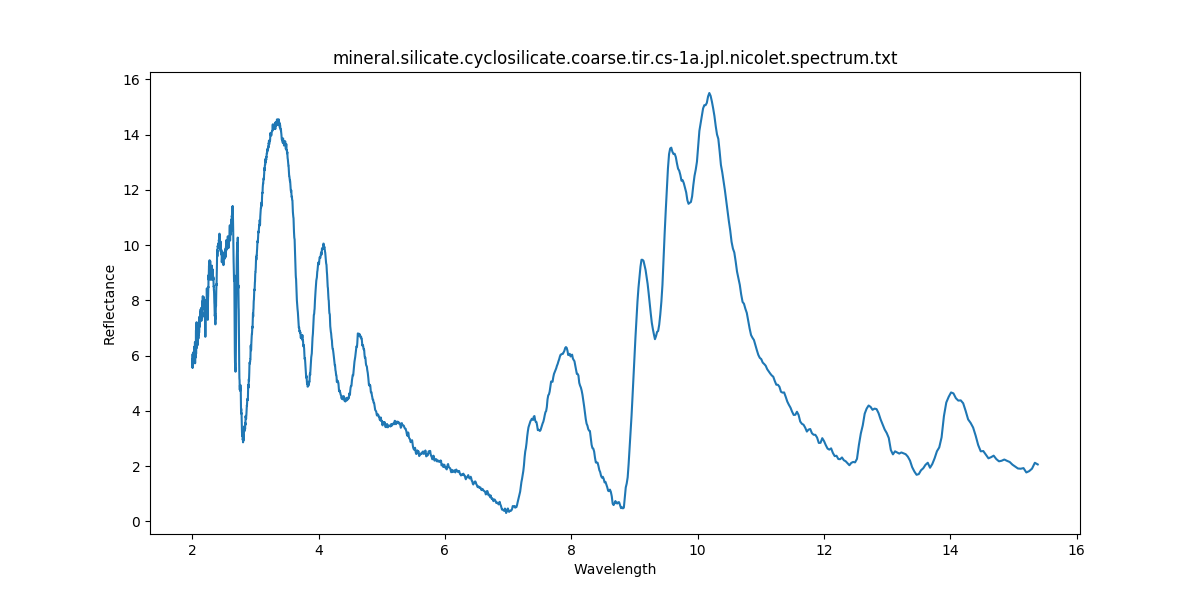 mineral.silicate.cyclosilicate.coarse.tir.cs-1a.jpl.nicolet.spectrum.txt
16
14
12
10
8
6
4
2
0
Reflectance
2 4 6 8 10 12 14 16
Wavelength